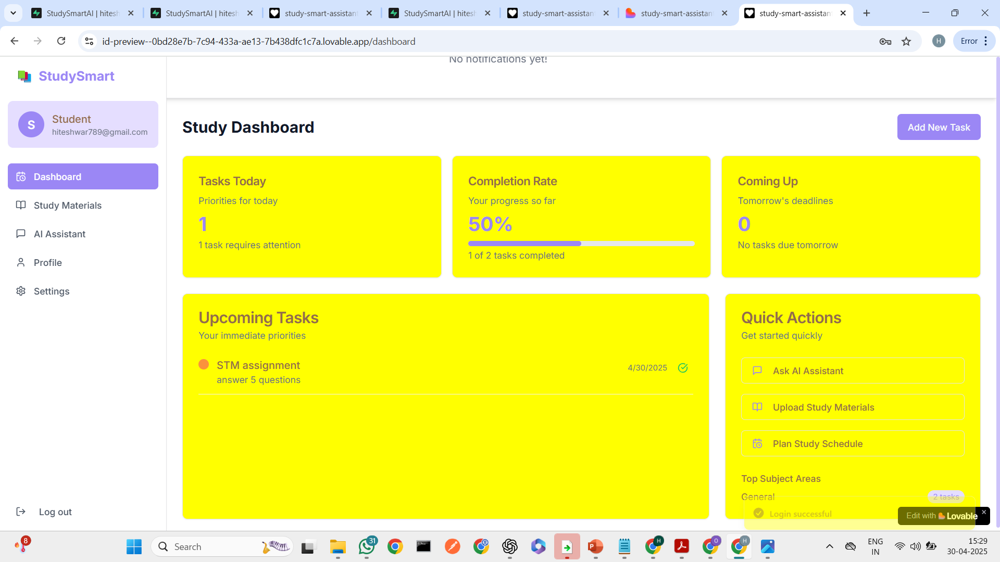 StudySmartAI | hitesh
StudySmartAI | hitesh
study-smart-assistan
StudySmartAI | hitesh
study-smart-assistan
study-smart-assistan
study-smart-assistan
id-preview--0bd28e7b-7c94-433a-ae13-7b438dfc1c7a.lovable.app/dashboard
H
Error
No notifications yet!
StudySmart
S
Student
hiteshwar789@gmail.com
Dashboard
Study Materials
AI Assistant
Profile
Settings
Log out
Study Dashboard
Add New Task
Tasks Today
Priorities for today
1
1 task requires attention
Completion Rate
Your progress so far
50%
1 of 2 tasks completed
Coming Up
Tomorrow's deadlines
0
No tasks due tomorrow
Upcoming Tasks
Your immediate priorities
STM assignment
answer 5 questions
4/30/2025
Quick Actions
Get started quickly
Ask AI Assistant
Upload Study Materials
Plan Study Schedule
Top Subject Areas
General
2 tasks
Login successful
Edit with Lovable
8
Search
31
P
H
O
H
ENG
IN
15:29
30-04-2025